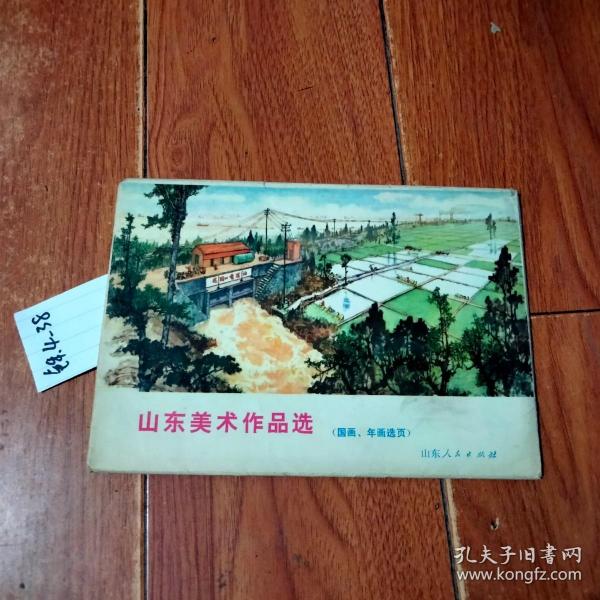 山东美术作品选
(国画、年画选页)
山东人民出版社
孔夫子旧书网
www.kongfz.com